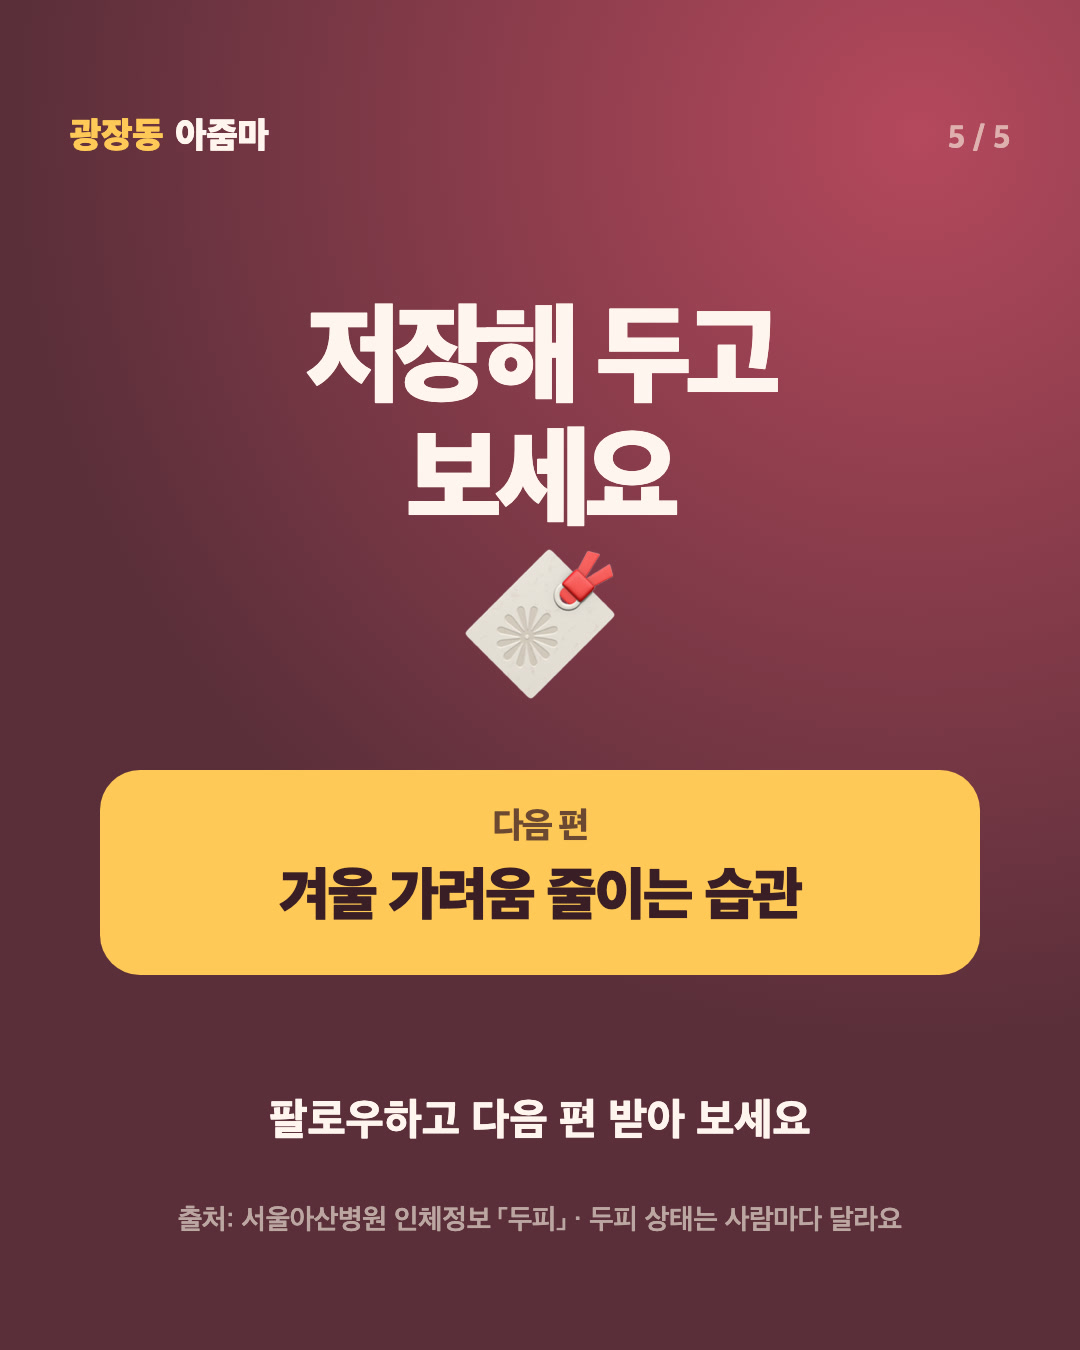 광장동 아줌마
5 / 5
저장해 두고
보세요
다음 편
겨울 가려움 줄이는 습관
팔로우하고 다음 편 받아 보세요
출처: 서울아산병원 인체정보 「두피」 · 두피 상태는 사람마다 달라요